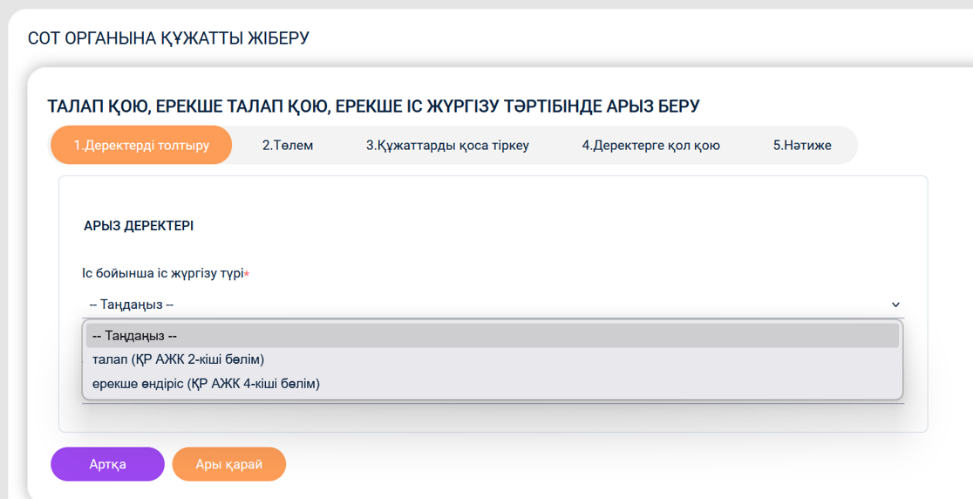 СОТ ОРГАНЫНА ҚҰЖАТТЫ ЖІБЕРУ
ТАЛАП ҚОЮ, ЕРЕКШЕ ТАЛАП ҚОЮ, ЕРЕКШЕ ІС ЖҮРГІЗУ ТӘРТІБІНДЕ АРЫЗ БЕРУ
1.Деректерді толтыру 2.Төлем 3.Құжаттарды қоса тіркеу 4.Деректерге қол қою 5.Нәтиже
АРЫЗ ДЕРЕКТЕРІ
Іс бойынша іс жүргізу түрі*
-- Таңдаңыз --
-- Таңдаңыз --
талап (ҚР АЖК 2-кіші бөлім)
ерекше өндіріс (ҚР АЖК 4-кіші бөлім)
Артқа Ары қарай